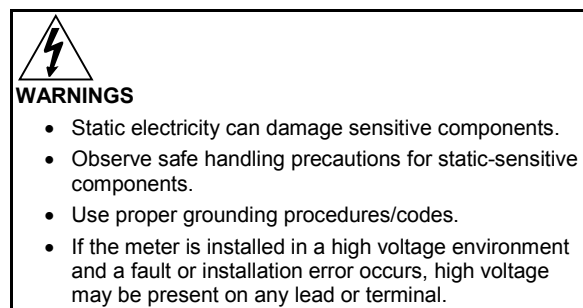 WARNINGS
• Static electricity can damage sensitive components.
• Observe safe handling precautions for static-sensitive
components.
• Use proper grounding procedures/codes.
• If the meter is installed in a high voltage environment
and a fault or installation error occurs, high voltage
may be present on any lead or terminal.